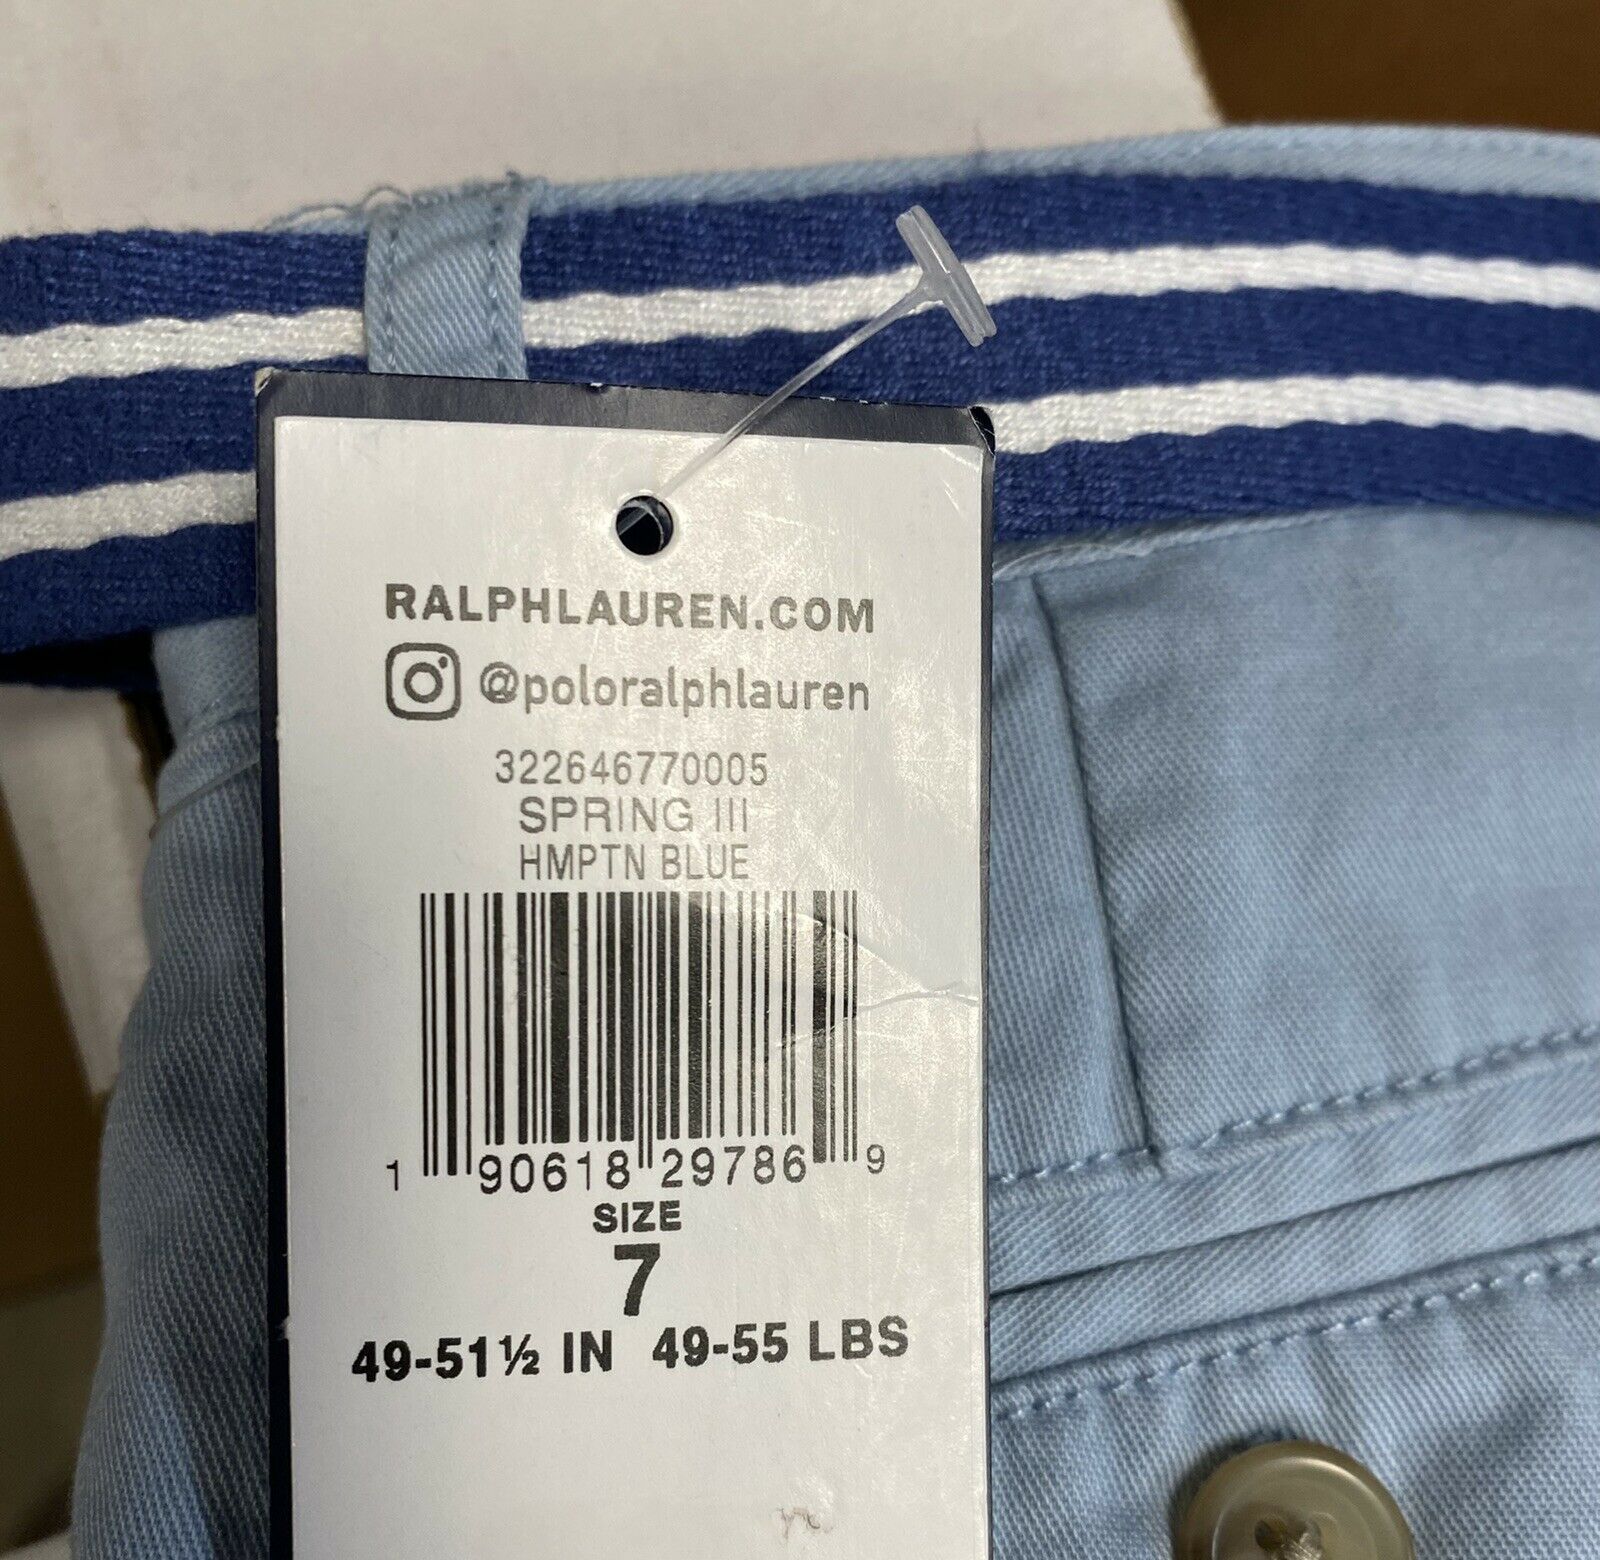 RALPHLAUREN.COM
@poloralphlauren
322646770005
SPRING III
HMPTN BLUE
1 90618 29786 9
SIZE
7
49-51½ IN 49-55 LBS